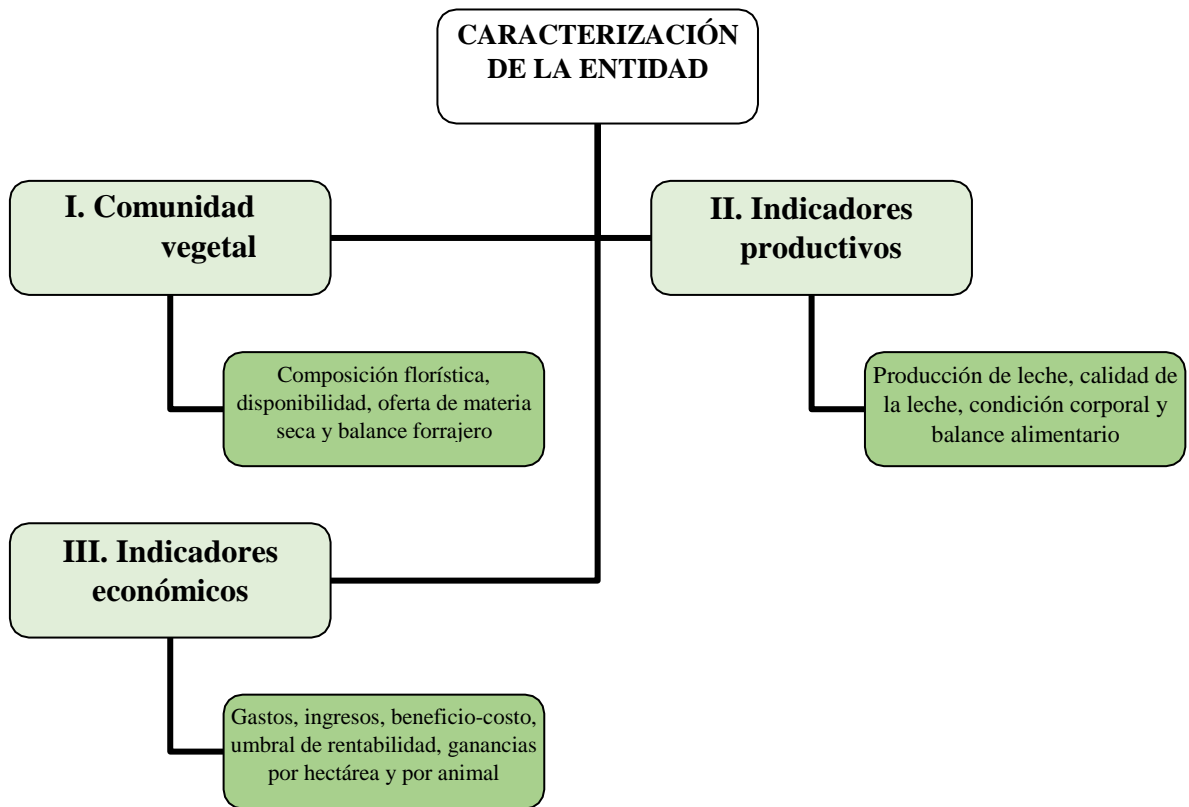 CARACTERIZACIÓN
DE LA ENTIDAD
I. Comunidad
vegetal
II. Indicadores
productivos
Composición florística,
disponibilidad, oferta de materia
seca y balance forrajero
Producción de leche, calidad de
la leche, condición corporal y
balance alimentario
III. Indicadores
económicos
Gastos, ingresos, beneficio-costo,
umbral de rentabilidad, ganancias
por hectárea y por animal